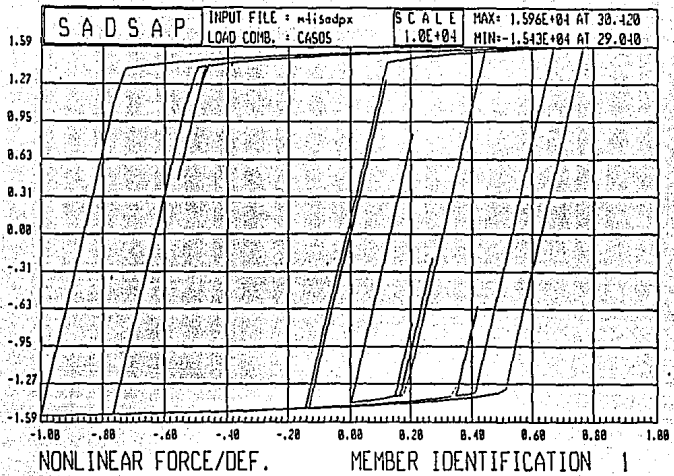 SADSAP
INPUT FILE : m4isadpx
LOAD COMB. : CASOS
SCALE
1.0E+04
MAX: 1.596E+04 AT 30.420
MIN:-1.543E+04 AT 29.040
1.59
1.27
0.95
0.63
0.31
0.00
-.31
-.63
-.95
-1.27
-1.59
-1.00 -.80 -.60 -.40 -.20 0.00 0.20 0.40 0.60 0.80 1.00
NONLINEAR FORCE/DEF. MEMBER IDENTIFICATION 1